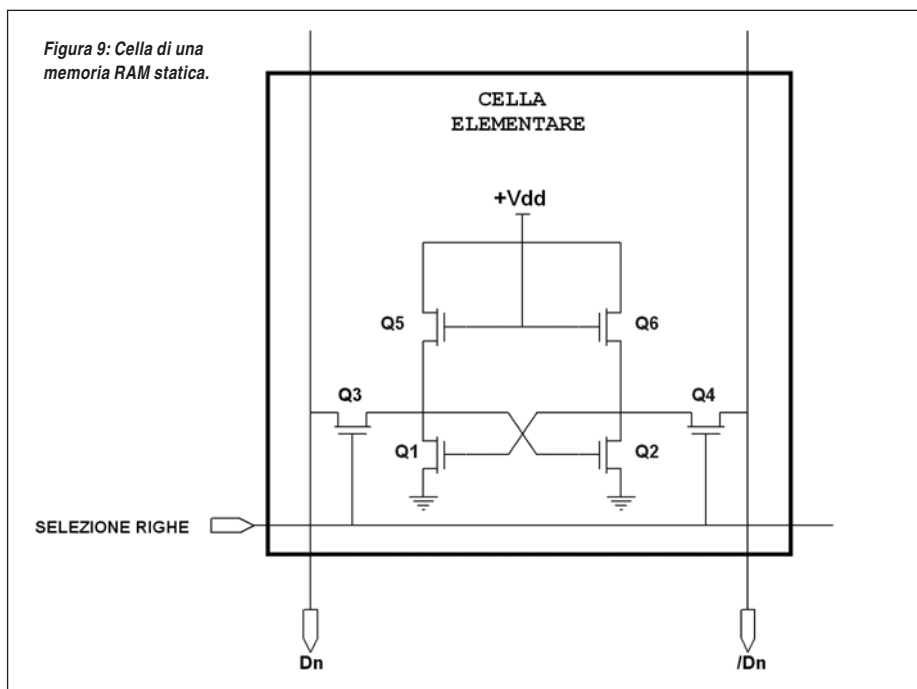 Figura 9: Cella di una
memoria RAM statica.
CELLA
ELEMENTARE
+Vdd
Q5
Q6
Q3
Q4
Q1
Q2
SELEZIONE RIGHE
Dn
/Dn